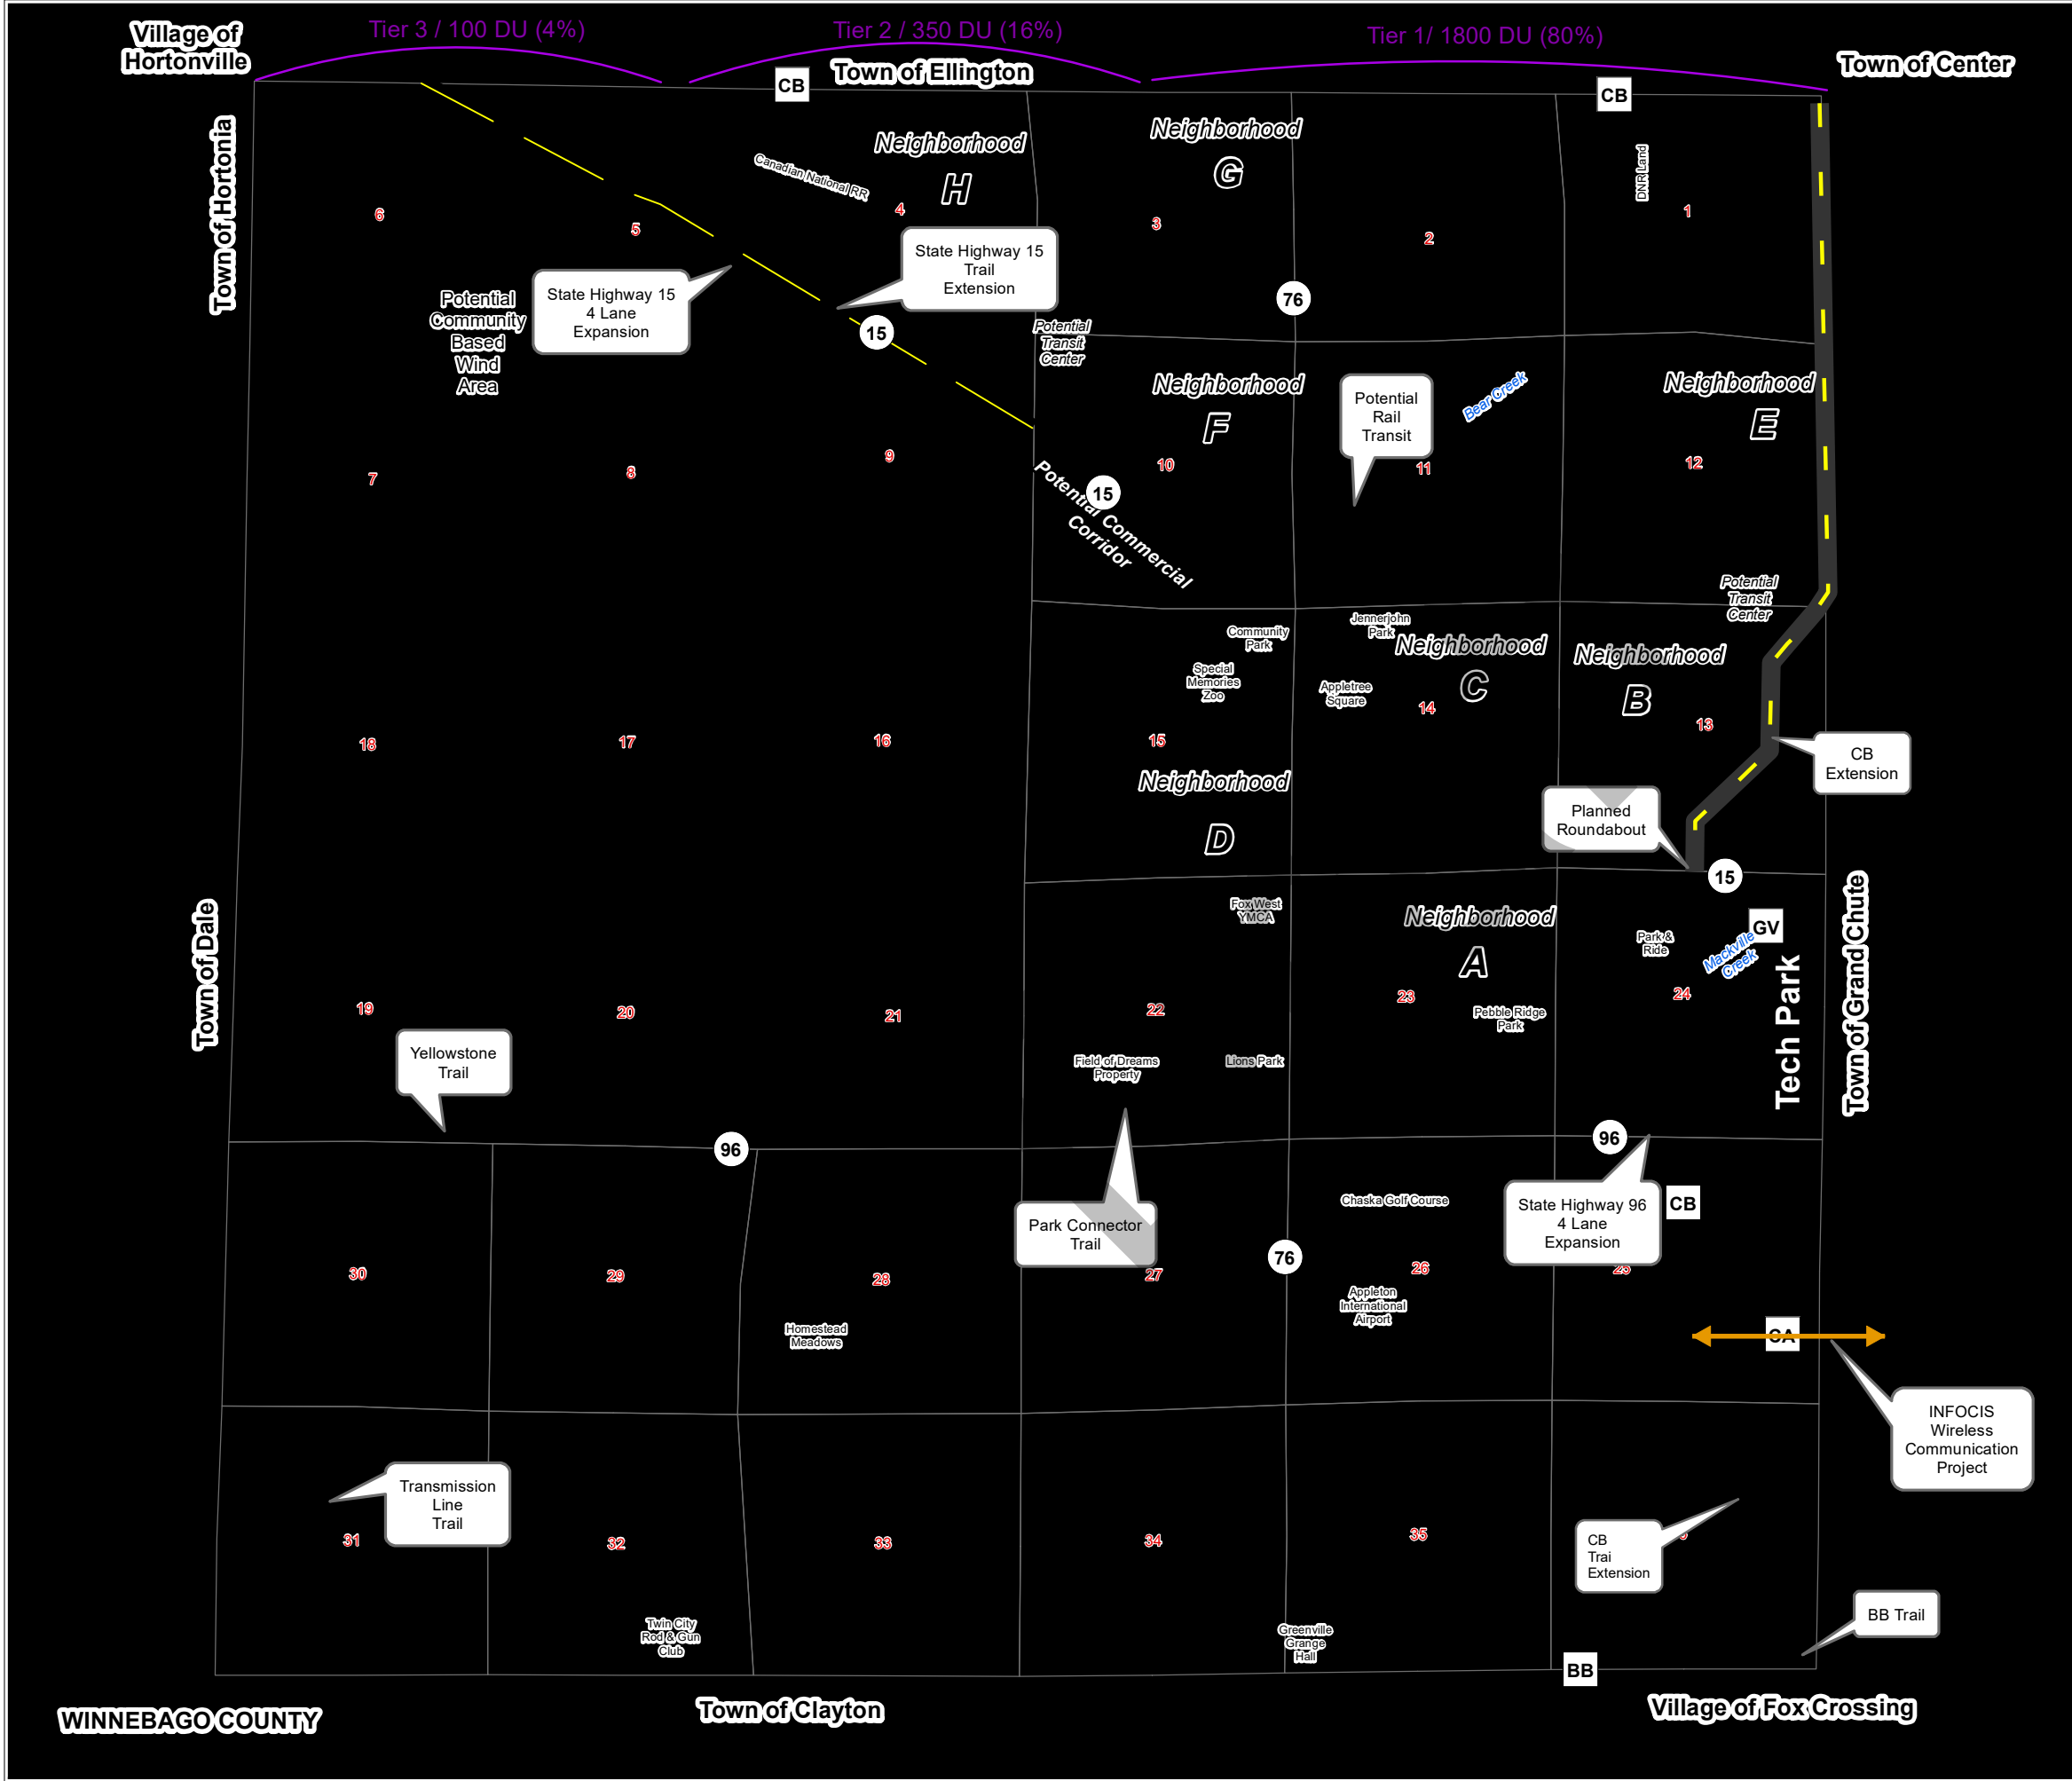 Tier 3 / 100 DU (4%)
Tier 2 / 350 DU (16%)
Tier 1/ 1800 DU (80%)
Village of
Hortonville
Town of Ellington
Town of Center
CB
CB
Town of Hortonia
Neighborhood
H
Neighborhood
G
Canadian National RR
DNR Land
6
5
4
3
2
1
State Highway 15
Trail
Extension
State Highway 15
4 Lane
Expansion
Potential
Community
Based
Wind
Area
15
76
Potential
Transit
Center
Neighborhood
F
Potential
Rail
Transit
Bear Creek
Neighborhood
E
7
8
9
10
11
12
15
Potential Commercial
Corridor
Potential
Transit
Center
Community
Park
Jennerjohn
Park
Neighborhood
C
Neighborhood
B
Special
Memories
Zoo
Appletree
Square
18
17
16
15
14
13
CB
Extension
Neighborhood
D
Planned
Roundabout
15
Town of Dale
Fox West
YMCA
Neighborhood
A
Park &
Ride
GV
Mackville
Creek
Tech Park
Town of Grand Chute
19
20
21
22
23
24
Pebble Ridge
Park
Yellowstone
Trail
Field of Dreams
Property
Lions Park
96
96
Park Connector
Trail
Chaska Golf Course
State Highway 96
4 Lane
Expansion
CB
76
30
29
28
27
26
25
Appleton
International
Airport
Homestead
Meadows
CA
INFOCIS
Wireless
Communication
Project
Transmission
Line
Trail
31
32
33
34
35
CB
Trai
Extension
BB Trail
Twin City
Rod & Gun
Club
Greenville
Grange
Hall
BB
WINNEBAGO COUNTY
Town of Clayton
Village of Fox Crossing